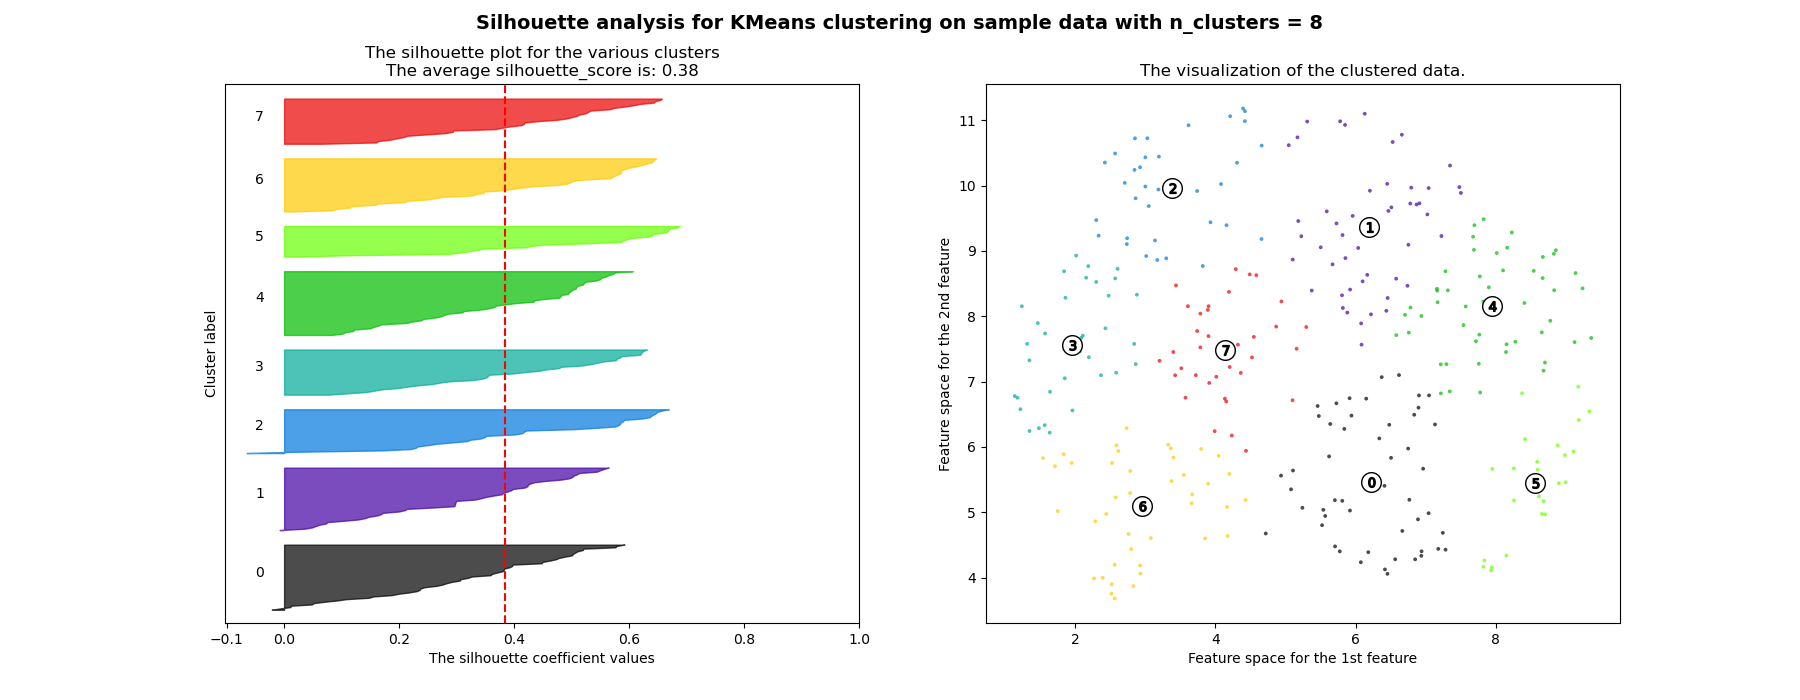 Silhouette analysis for KMeans clustering on sample data with n_clusters = 8
The silhouette plot for the various clusters
The average silhouette_score is: 0.38
7
6
5
4
3
2
1
0
Cluster label
−0.1 0.0 0.2 0.4 0.6 0.8 1.0
The silhouette coefficient values
The visualization of the clustered data.
11
10
9
8
7
6
5
4
Feature space for the 2nd feature
2
1
4
3
7
0
5
6
2 4 6 8
Feature space for the 1st feature